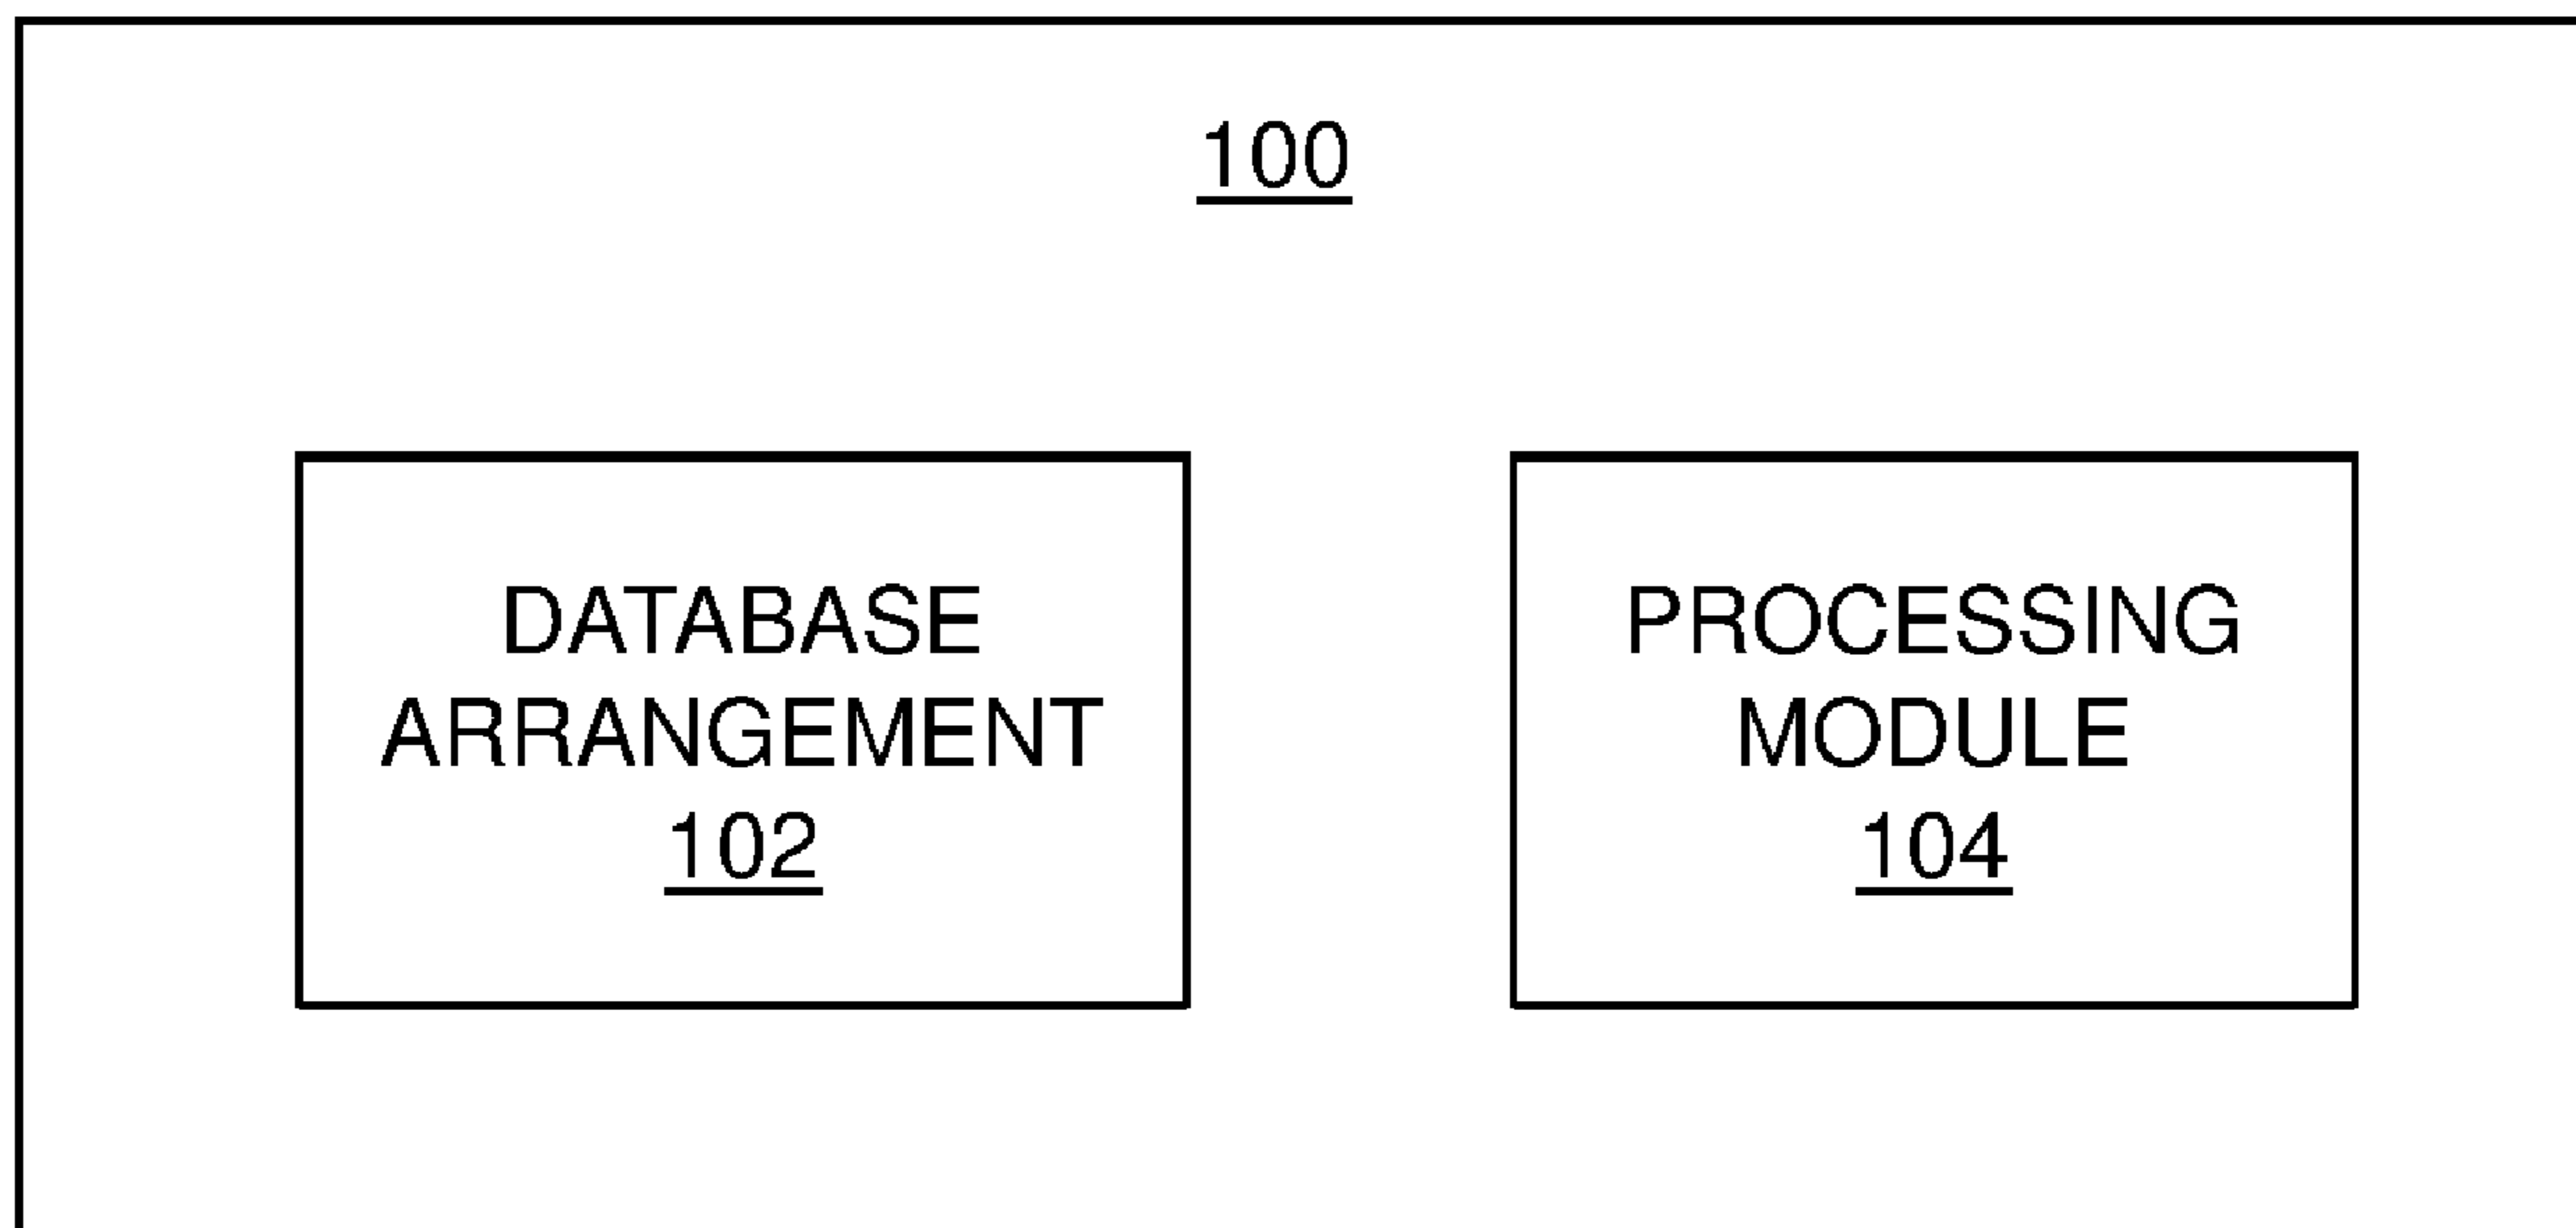 100
DATABASE
ARRANGEMENT
102
PROCESSING
MODULE
104